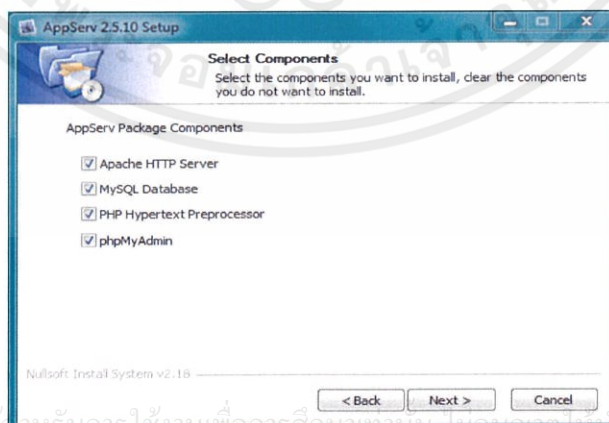 AppServ 2.5.10 Setup
Select Components
Select the components you want to install, clear the components
you do not want to install.
AppServ Package Components
Apache HTTP Server
MySQL Database
PHP Hypertext Preprocessor
phpMyAdmin
Nullsoft Install System v2.18
< Back
Next >
Cancel